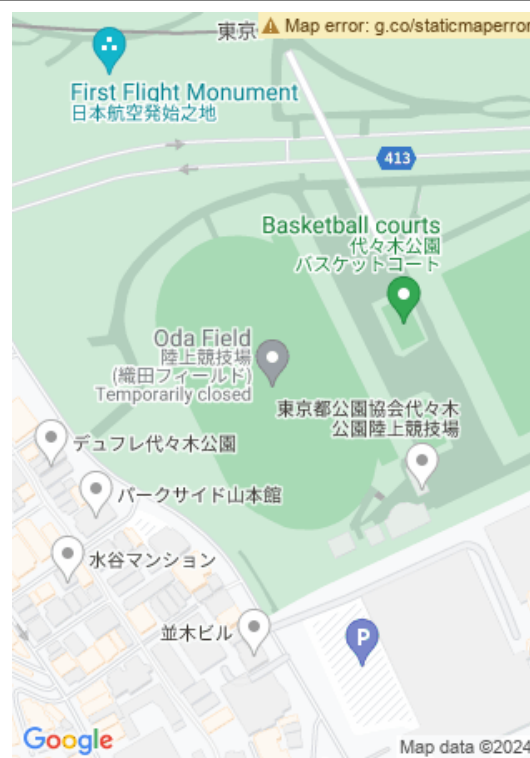 東京
Map error: g.co/staticmaperror
First Flight Monument
日本航空発始之地
413
Basketball courts
代々木公園
バスケットコート
Oda Field
陸上競技場
(織田フィールド)
Temporarily closed
東京都公園協会代々木
公園陸上競技場
デュフレ代々木公園
パークサイド山本館
水谷マンション
並木ビル
P
Google
Map data ©2024